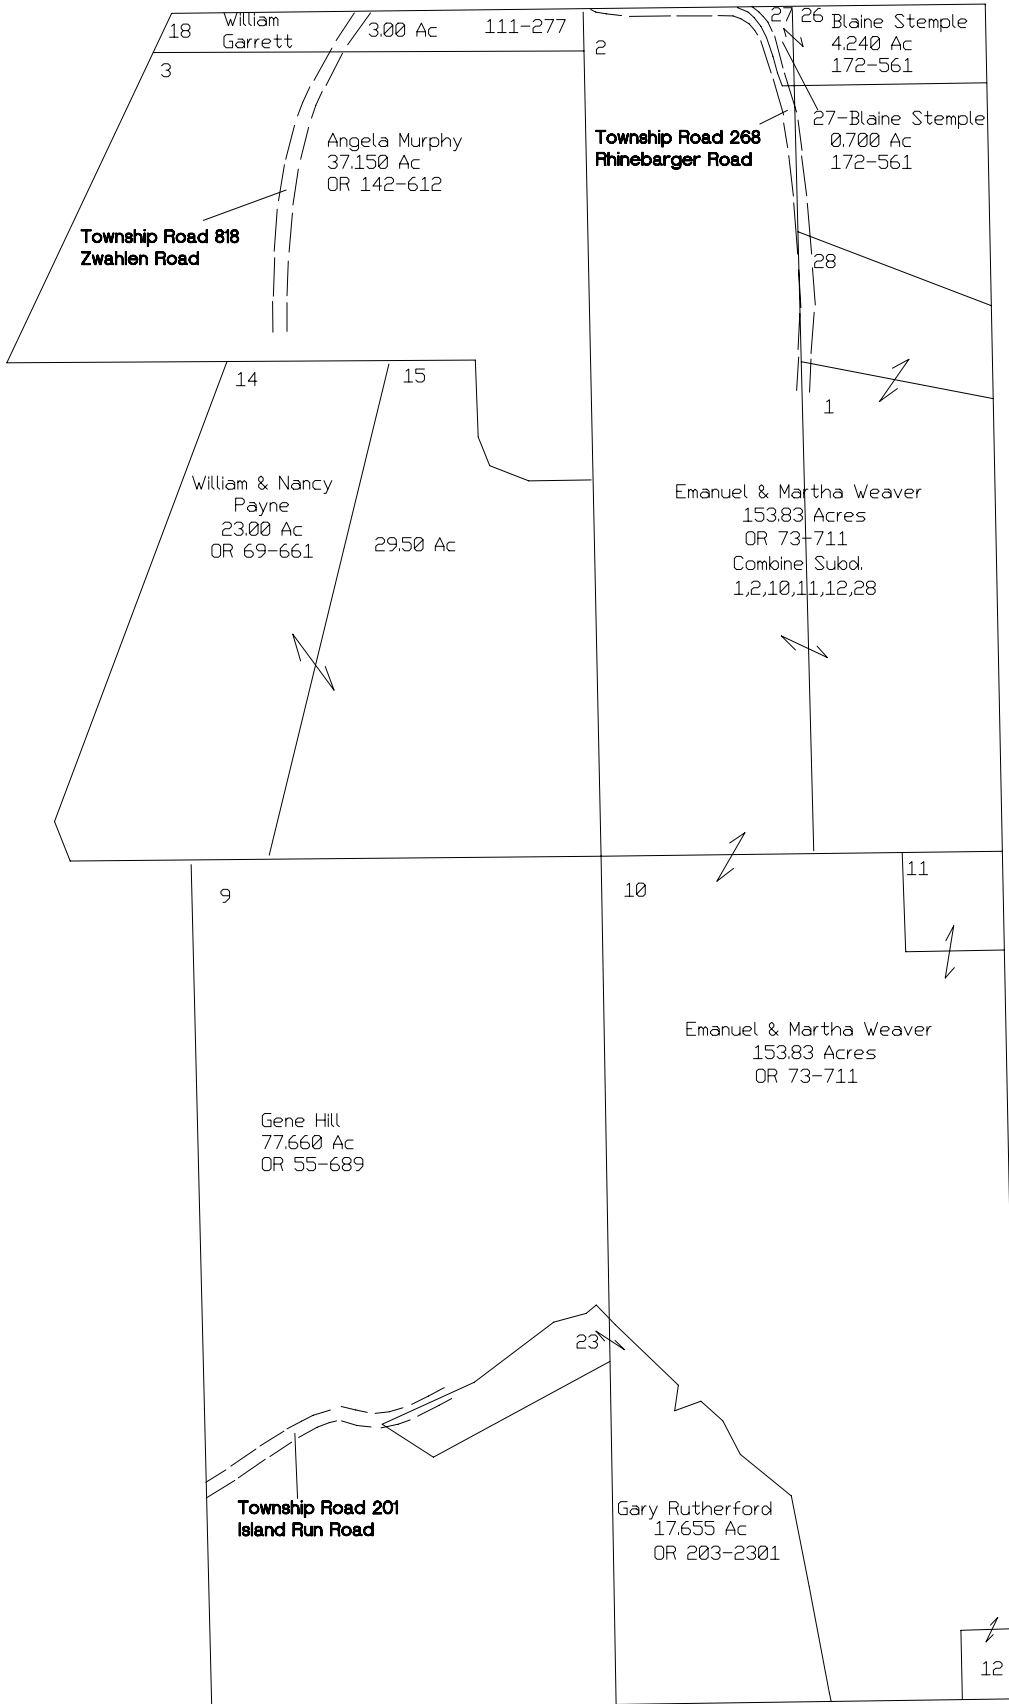 18
William
Garrett
3.00 Ac
111-277
2
27
26
Blaine Stemple
4.240 Ac
172-561
3
Angela Murphy
37.150 Ac
OR 142-612
Township Road 268
Rhinebarger Road
27-Blaine Stemple
0.700 Ac
172-561
Township Road 818
Zwahlen Road
28
14
15
1
William & Nancy
Payne
23.00 Ac
OR 69-661
29.50 Ac
Emanuel & Martha Weaver
153.83 Acres
OR 73-711
Combine Subd.
1,2,10,11,12,28
9
10
11
Emanuel & Martha Weaver
153.83 Acres
OR 73-711
Gene Hill
77.660 Ac
OR 55-689
23
Township Road 201
Island Run Road
Gary Rutherford
17.655 Ac
OR 203-2301
12